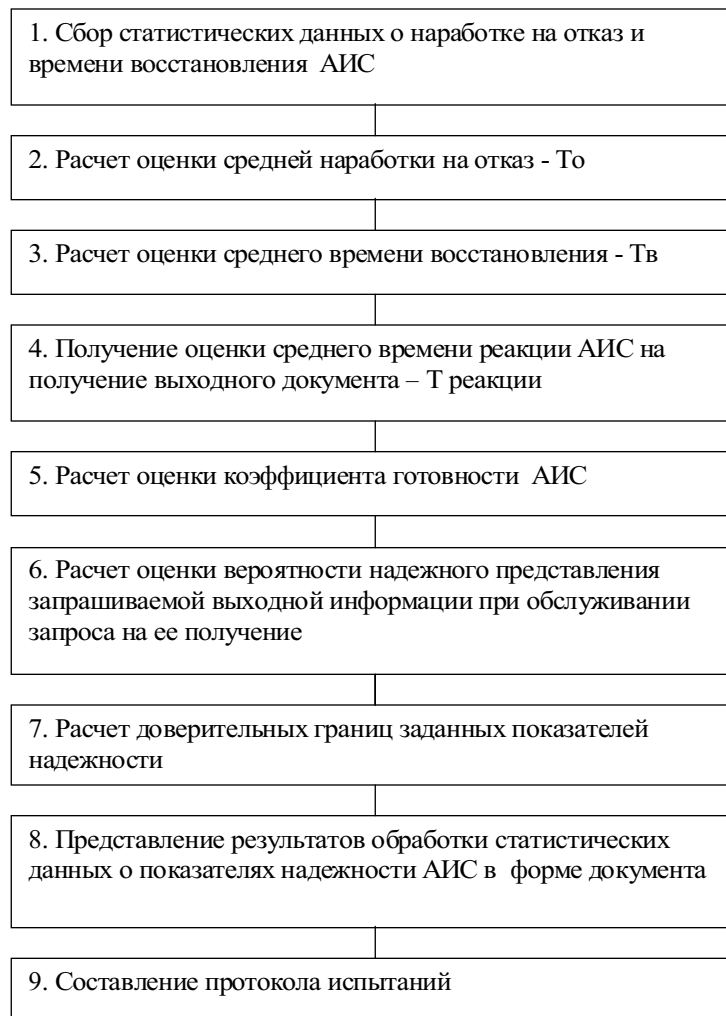 1. Сбор статистических данных о наработке на отказ и
времени восстановления АИС
2. Расчет оценки средней наработки на отказ - То
3. Расчет оценки среднего времени восстановления - Тв
4. Получение оценки среднего времени реакции АИС на
получение выходного документа – Т реакции
5. Расчет оценки коэффициента готовности АИС
6. Расчет оценки вероятности надежного представления
запрашиваемой выходной информации при обслуживании
запроса на ее получение
7. Расчет доверительных границ заданных показателей
надежности
8. Представление результатов обработки статистических
данных о показателях надежности АИС в форме документа
9. Составление протокола испытаний